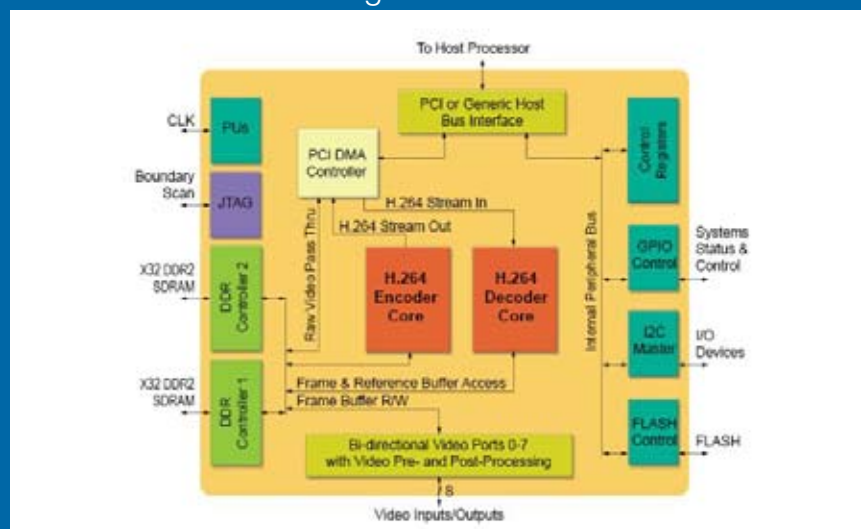 To Host Processor
PCI or Generic Host
Bus Interface
CLK
PUs
PCI DMA
Controller
Control
Registers
Boundary
Scan
JTAG
H.264 Stream In
H.264 Stream Out
Raw Video Pass Thru
Internal Peripheral Bus
GPIO
Control
Systems
Status &
Control
X32 DDR2
SDRAM
DDR
Controller 2
H.264
Encoder
Core
H.264
Decoder
Core
I2C
Master
I/O
Devices
X32 DDR2
SDRAM
DDR
Controller 1
Frame & Reference Buffer Access
Frame Buffer R/W
FLASH
Control
FLASH
Bi-directional Video Ports 0-7
with Video Pre- and Post-Processing
8
Video Inputs/Outputs